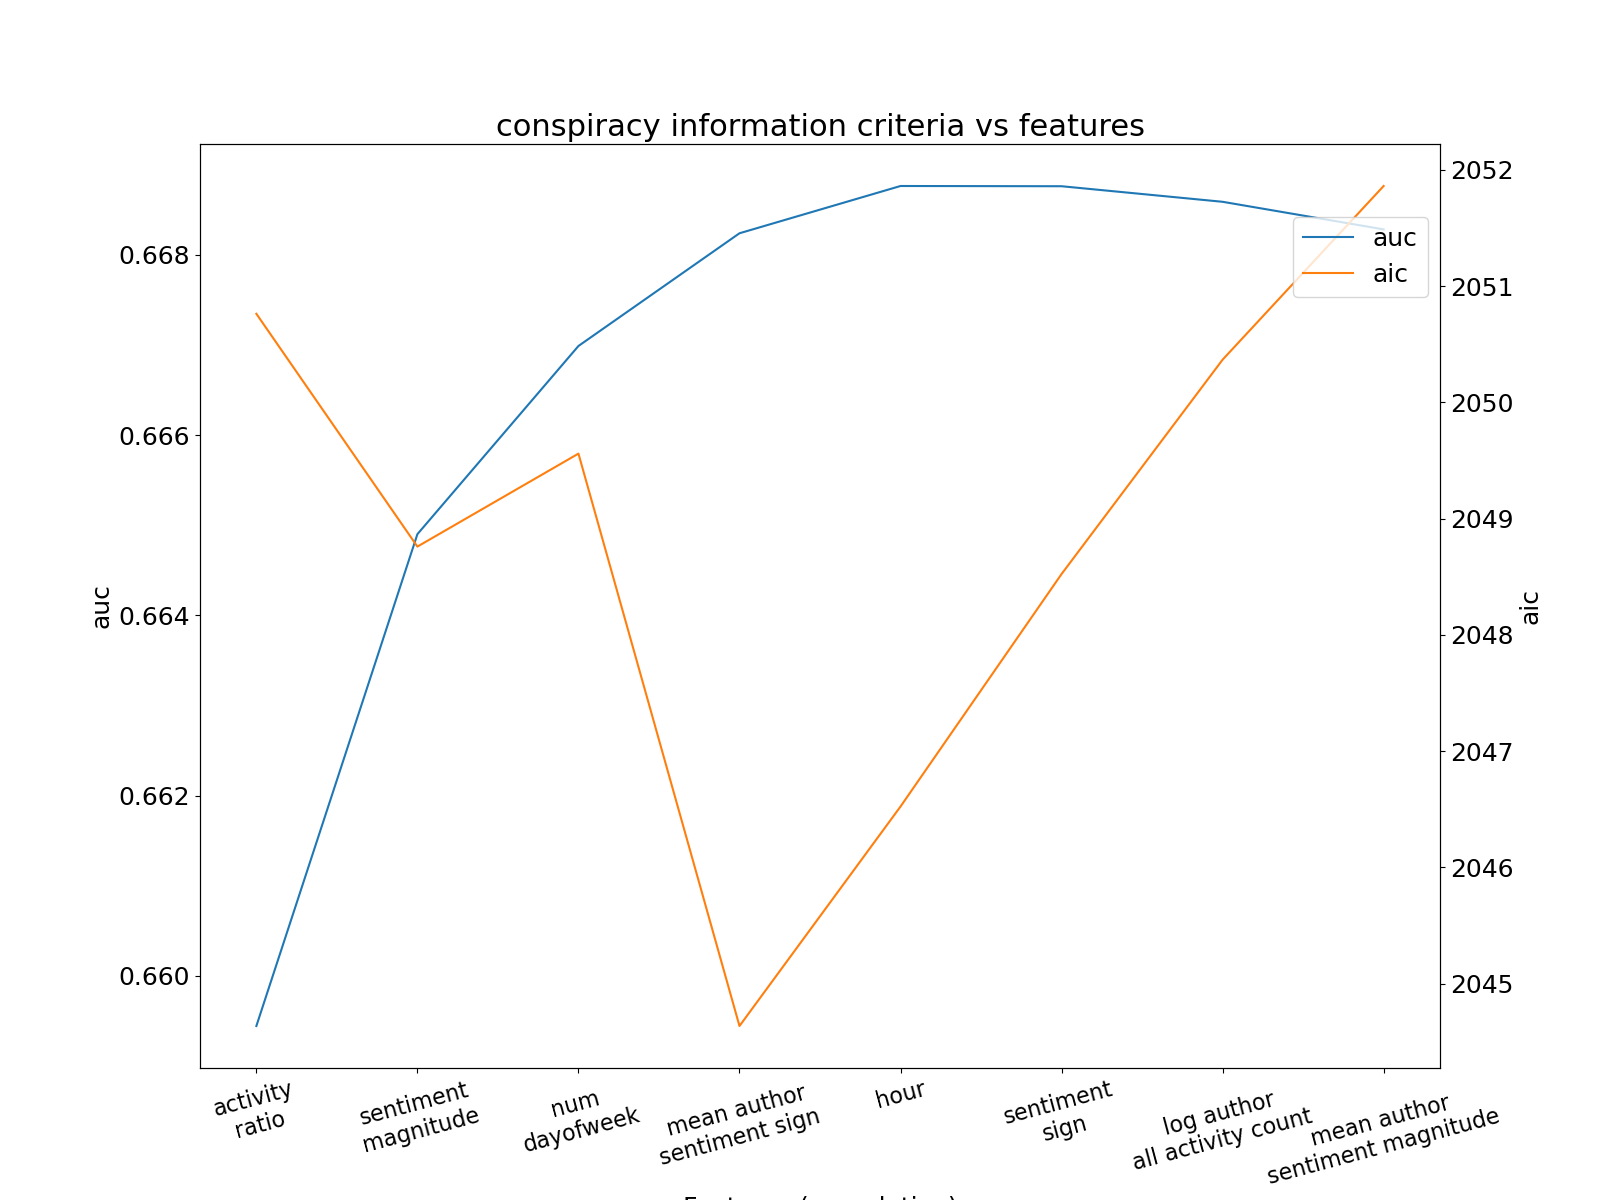 conspiracy information criteria vs features
auc
aic
0.668
0.666
0.664
0.662
0.660
auc
2052
2051
2050
2049
2048
2047
2046
2045
aic
activity
ratio
sentiment
magnitude
num
dayofweek
mean author
sentiment sign
hour
sentiment
sign
log author
all activity count
mean author
sentiment magnitude